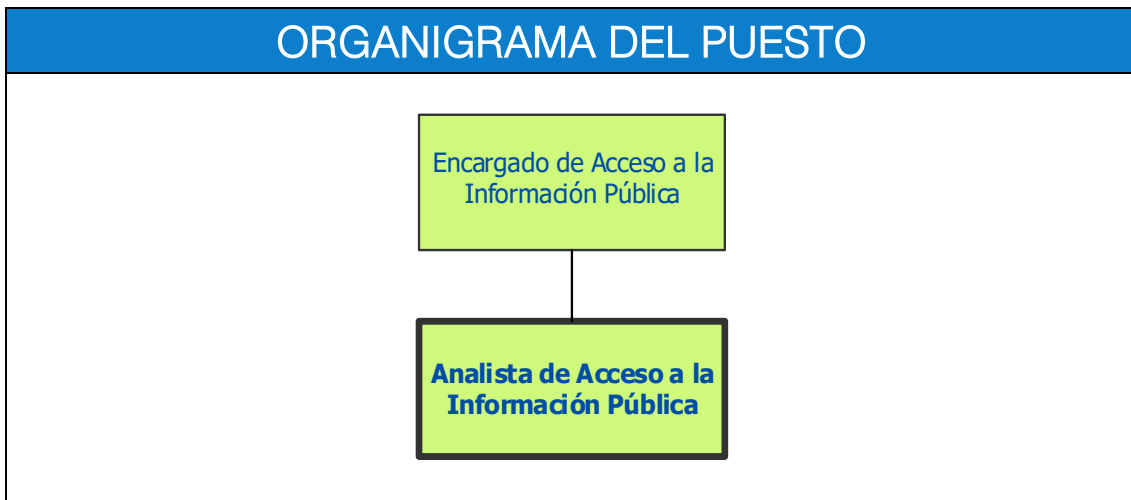 ORGANIGRAMA DEL PUESTO
Encargado de Acceso a la
Información Pública
Analista de Acceso a la
Información Pública